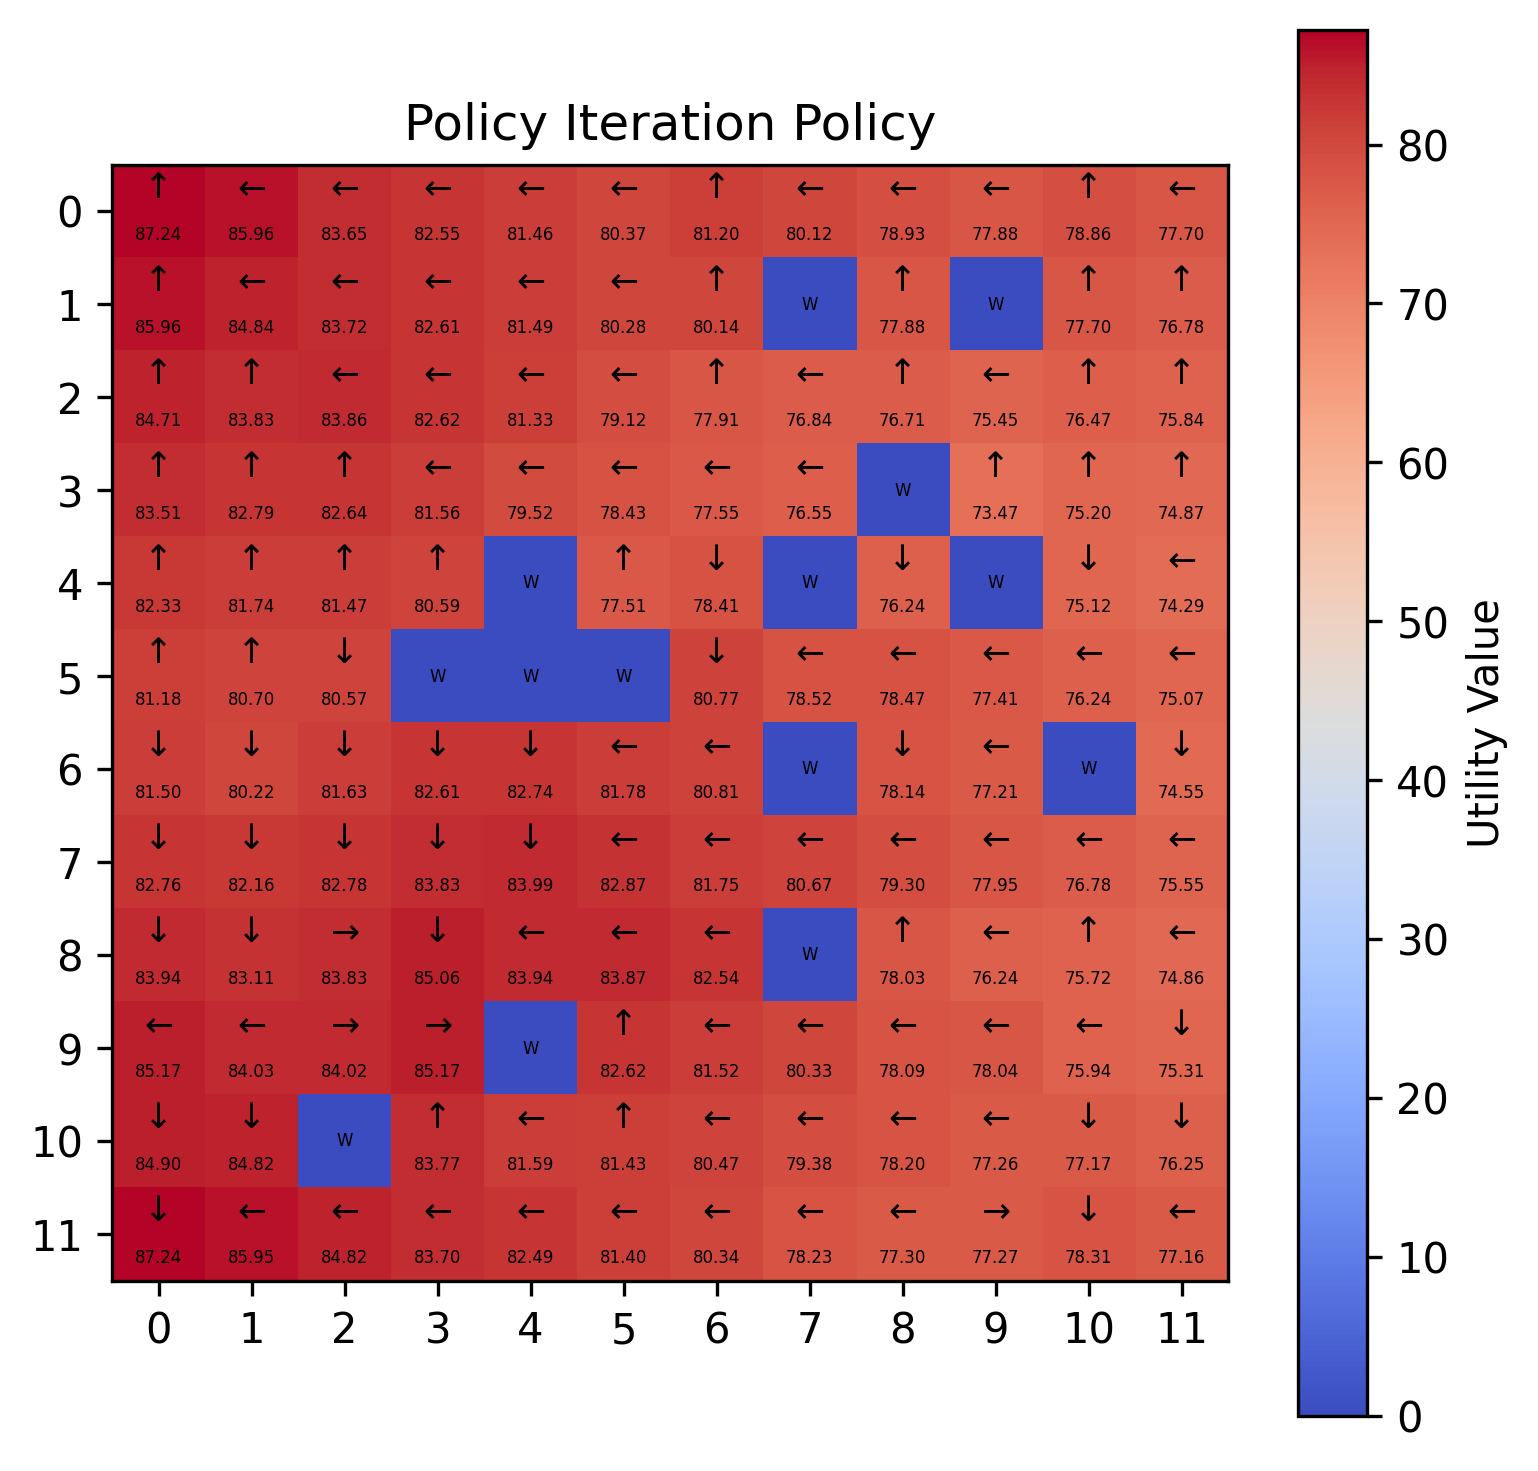 Policy Iteration Policy
0 ↑ ← ← ← ← ← ↑ ← ← ← ↑ ←
87.24 85.96 83.65 82.55 81.46 80.37 81.20 80.12 78.93 77.88 78.86 77.70
1 ↑ ← ← ← ← ← ↑ W ↑ W ↑ ↑
85.96 84.84 83.72 82.61 81.49 80.28 80.14 77.88 77.70 76.78
2 ↑ ↑ ← ← ← ← ↑ ← ↑ ← ↑ ↑
84.71 83.83 83.86 82.62 81.33 79.12 77.91 76.84 76.71 75.45 76.47 75.84
3 ↑ ↑ ↑ ← ← ← ← ← W ↑ ↑ ↑
83.51 82.79 82.64 81.56 79.52 78.43 77.55 76.55 73.47 75.20 74.87
4 ↑ ↑ ↑ ↑ W ↑ ↓ W ↓ W ↓ ←
82.33 81.74 81.47 80.59 77.51 78.41 76.24 75.12 74.29
5 ↑ ↑ ↓ W W W ↓ ← ← ← ← ←
81.18 80.70 80.57 80.77 78.52 78.47 77.41 76.24 75.07
6 ↓ ↓ ↓ ↓ ↓ ← ← W ↓ ← W ↓
81.50 80.22 81.63 82.61 82.74 81.78 80.81 78.14 77.21 74.55
7 ↓ ↓ ↓ ↓ ↓ ← ← ← ← ← ← ←
82.76 82.16 82.78 83.83 83.99 82.87 81.75 80.67 79.30 77.95 76.78 75.55
8 ↓ ↓ → ↓ ← ← ← W ↑ ← ↑ ←
83.94 83.11 83.83 85.06 83.94 83.87 82.54 78.03 76.24 75.72 74.86
9 ← ← → → W ↑ ← ← ← ← ← ↓
85.17 84.03 84.02 85.17 82.62 81.52 80.33 78.09 78.04 75.94 75.31
10 ↓ ↓ W ↑ ← ↑ ← ← ← ← ↓ ↓
84.90 84.82 83.77 81.59 81.43 80.47 79.38 78.20 77.26 77.17 76.25
11 ↓ ← ← ← ← ← ← ← ← → ↓ ←
87.24 85.95 84.82 83.70 82.49 81.40 80.34 78.23 77.30 77.27 78.31 77.16
0 1 2 3 4 5 6 7 8 9 10 11
80
70
60
50
40
30
20
10
0
Utility Value